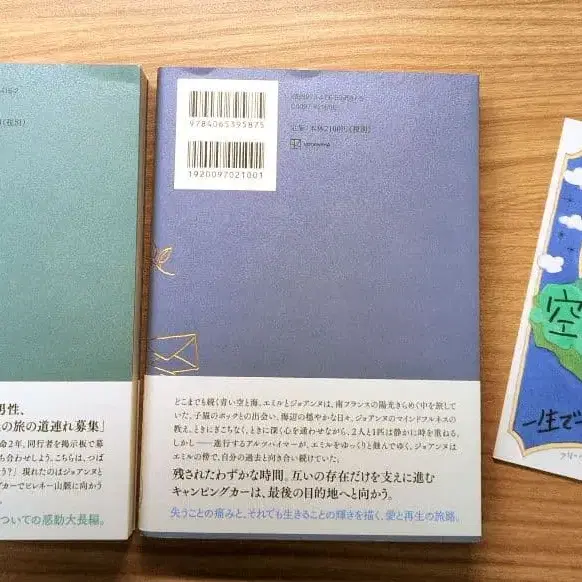 416-2
(税別)
男性、
の旅の道連れ募集」
命2年、同行者を掲示板で募
ち合わせしよう。こちらは、つば
う?」現れたのはジョアンヌと
グカーでピレネー山脈に向かう
ついての感動大長編。
9784065395875
1920097021001
定価:本体2100円(税別)
どこまでも続く青い空と海。エミルとジョアンヌは、南フランスの陽光きらめく中を旅し
ていた。子猫のポックとの出会い、海辺の穏やかな日々、ジョアンヌのマインドフルネスの
教え。ときにぎこちなく、ときに深く心を通わせながら、2人と1匹は静かに時を重ねる。
しかし――進行するアルツハイマーが、エミルをゆっくりと蝕んでゆく。ジョアンヌは
エミルの傍で、自分の過去と向き合い続けていた。
残されたわずかな時間。互いの存在だけを支えに進む
キャンピングカーは、最後の目的地へと向かう。
失うことの痛みと、それでも生きることの輝きを描く、愛と再生の旅路。
空
一生で一